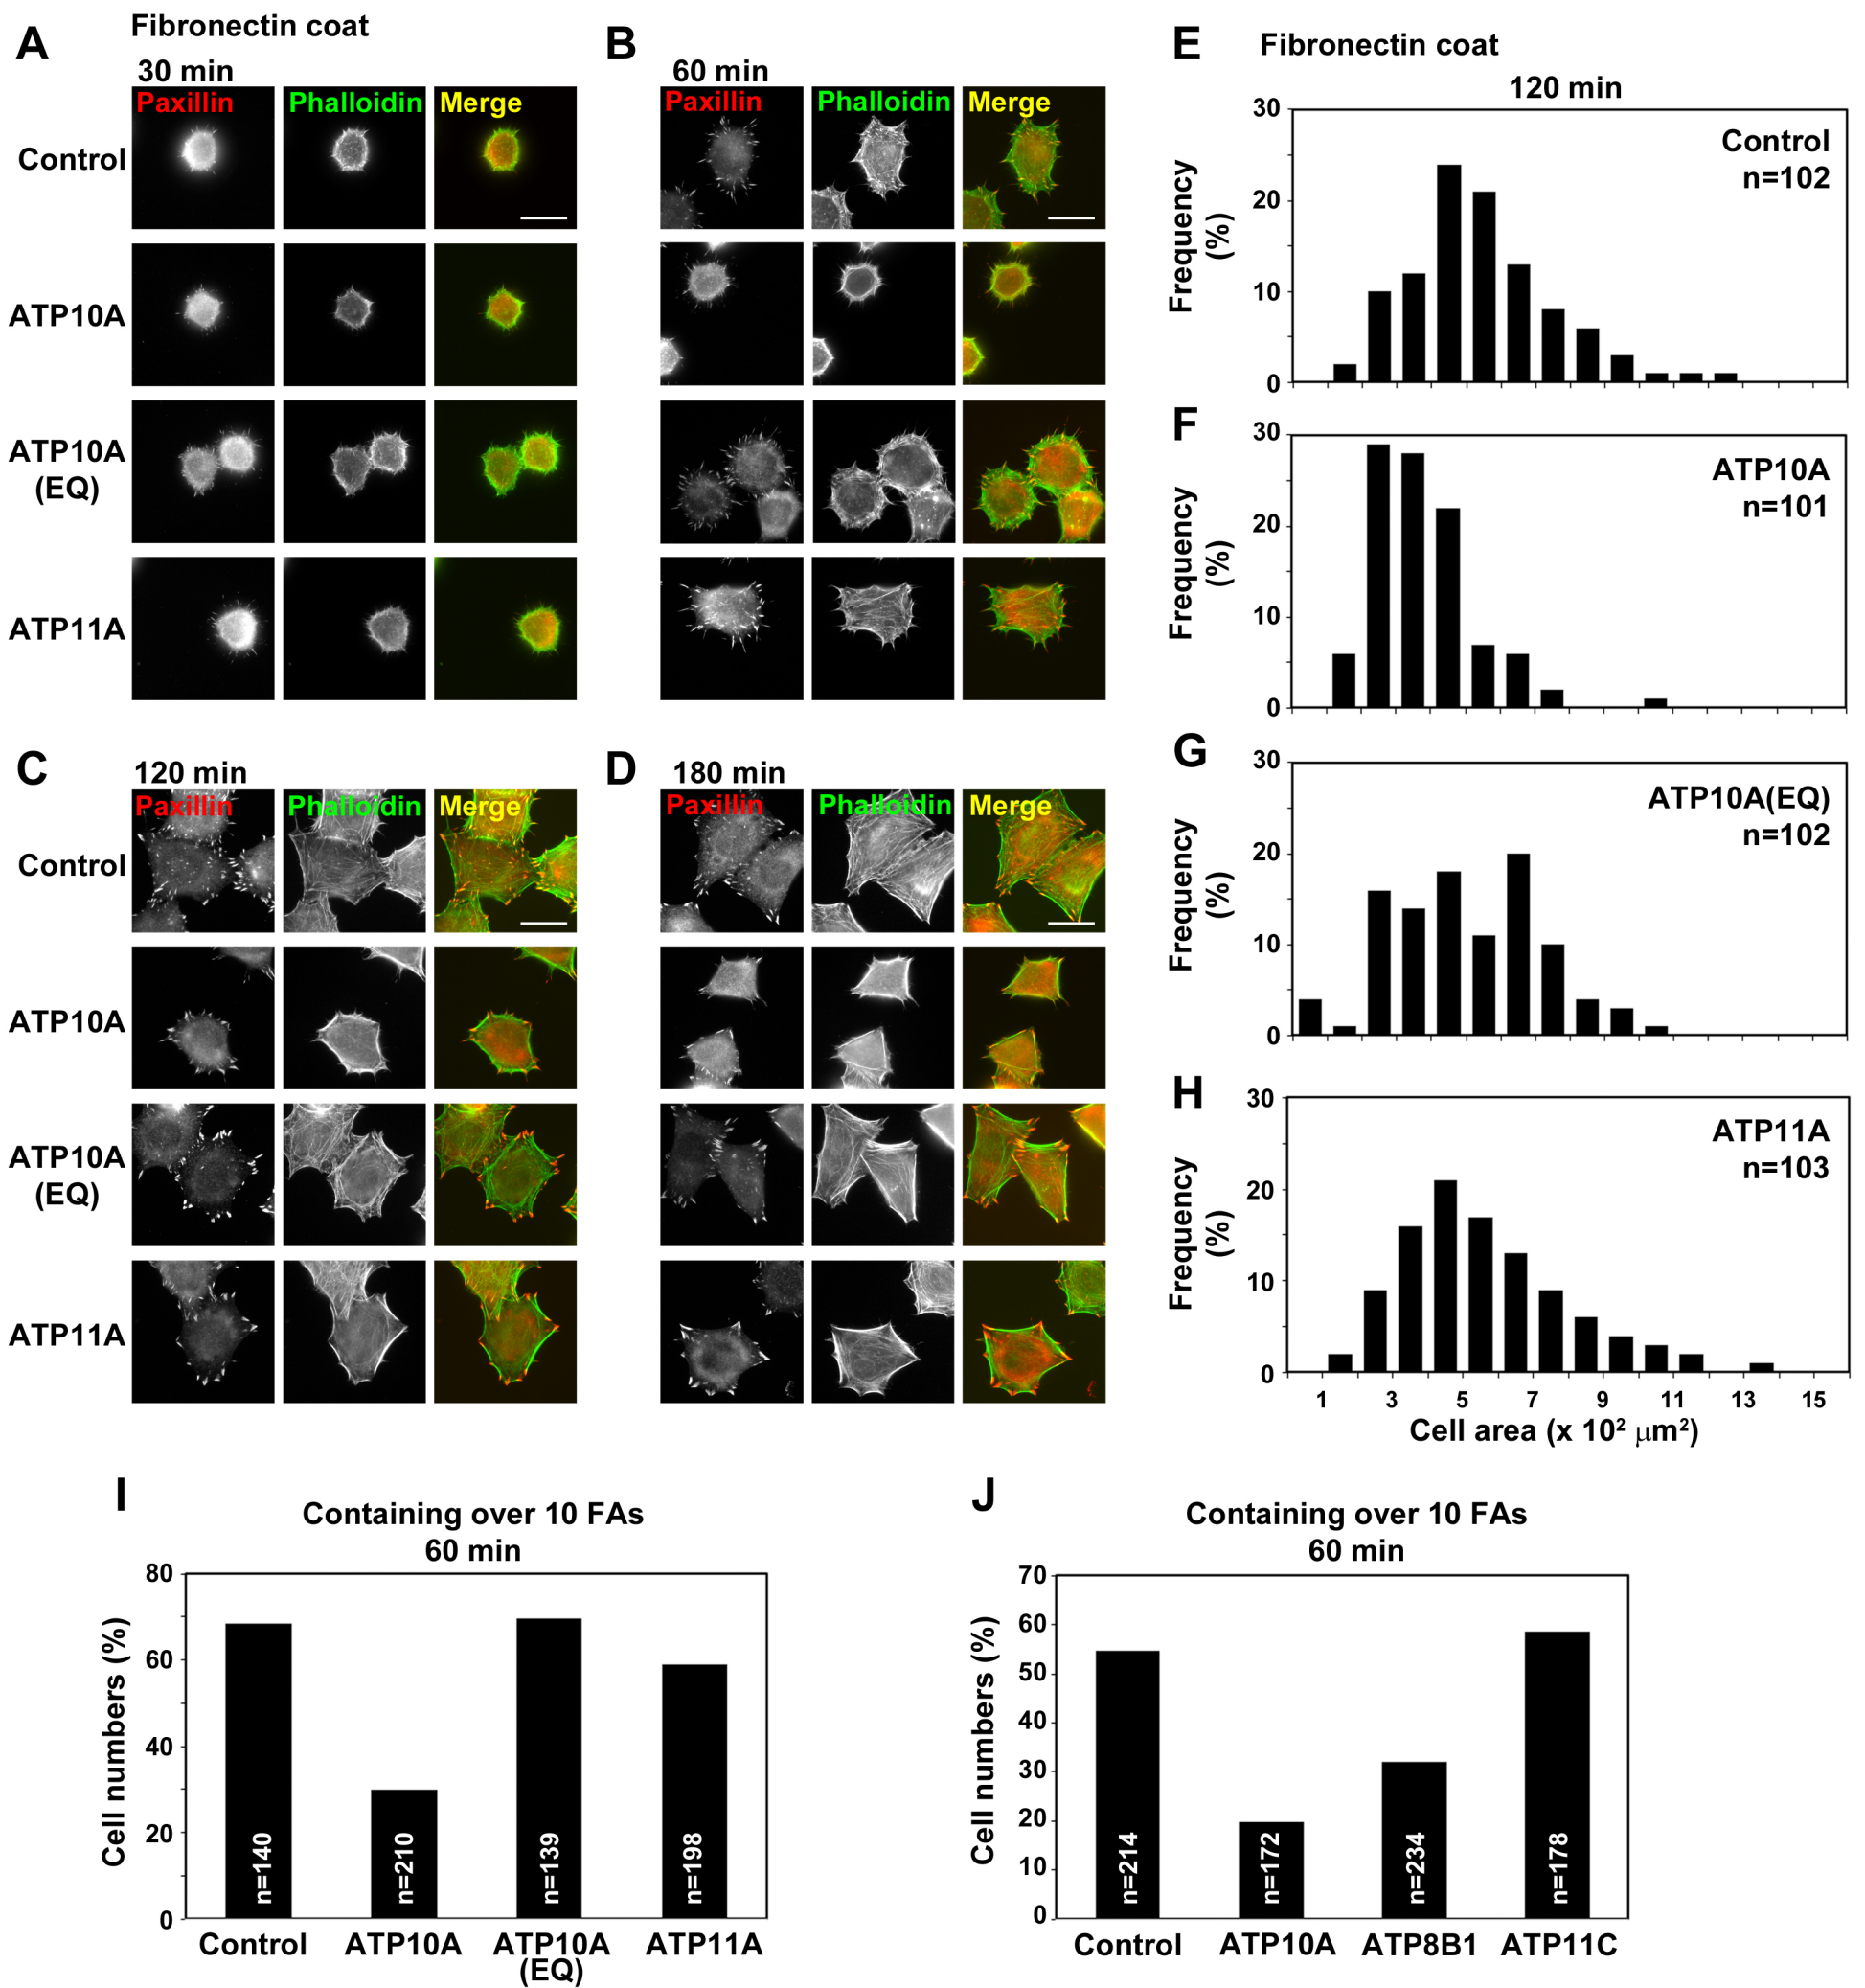 A
Fibronectin coat
30 min
Paxillin Phalloidin Merge
Control
ATP10A
ATP10A
(EQ)
ATP11A
B
60 min
Paxillin Phalloidin Merge
C
120 min
Paxillin Phalloidin Merge
Control
ATP10A
ATP10A
(EQ)
ATP11A
D
180 min
Paxillin Phalloidin Merge
E
Fibronectin coat
120 min
Frequency
(%)
30
20
10
0
Control
n=102
F
Frequency
(%)
30
20
10
0
ATP10A
n=101
G
Frequency
(%)
30
20
10
0
ATP10A(EQ)
n=102
H
Frequency
(%)
30
20
10
0
ATP11A
n=103
1 3 5 7 9 11 13 15
Cell area (x 10² μm²)
I
Containing over 10 FAs
60 min
Cell numbers (%)
80
60
40
20
0
n=140
n=210
n=139
n=198
Control ATP10A ATP10A ATP11A
(EQ)
J
Containing over 10 FAs
60 min
Cell numbers (%)
70
60
50
40
30
20
10
0
n=214
n=172
n=234
n=178
Control ATP10A ATP8B1 ATP11C